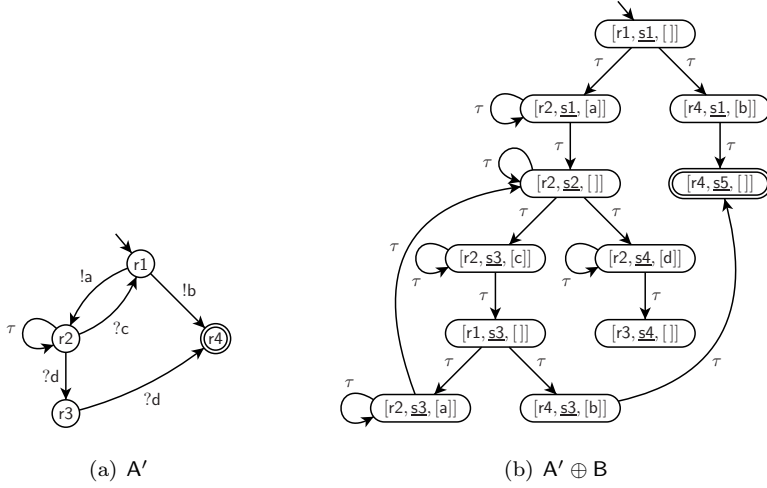 [r1, s1, [ ]]
τ τ
τ [r2, s1, [a]] [r4, s1, [b]]
τ τ
τ [r2, s2, [ ]] [r4, s5, [ ]]
τ τ τ
τ [r2, s3, [c]] τ [r2, s4, [d]]
τ τ
[r1, s3, [ ]] [r3, s4, [ ]]
τ τ τ
τ [r2, s3, [a]] [r4, s3, [b]]
r1
!a !b
τ r2 ?c r4
?d
r3 ?d
(a) A′
(b) A′ ⊕ B